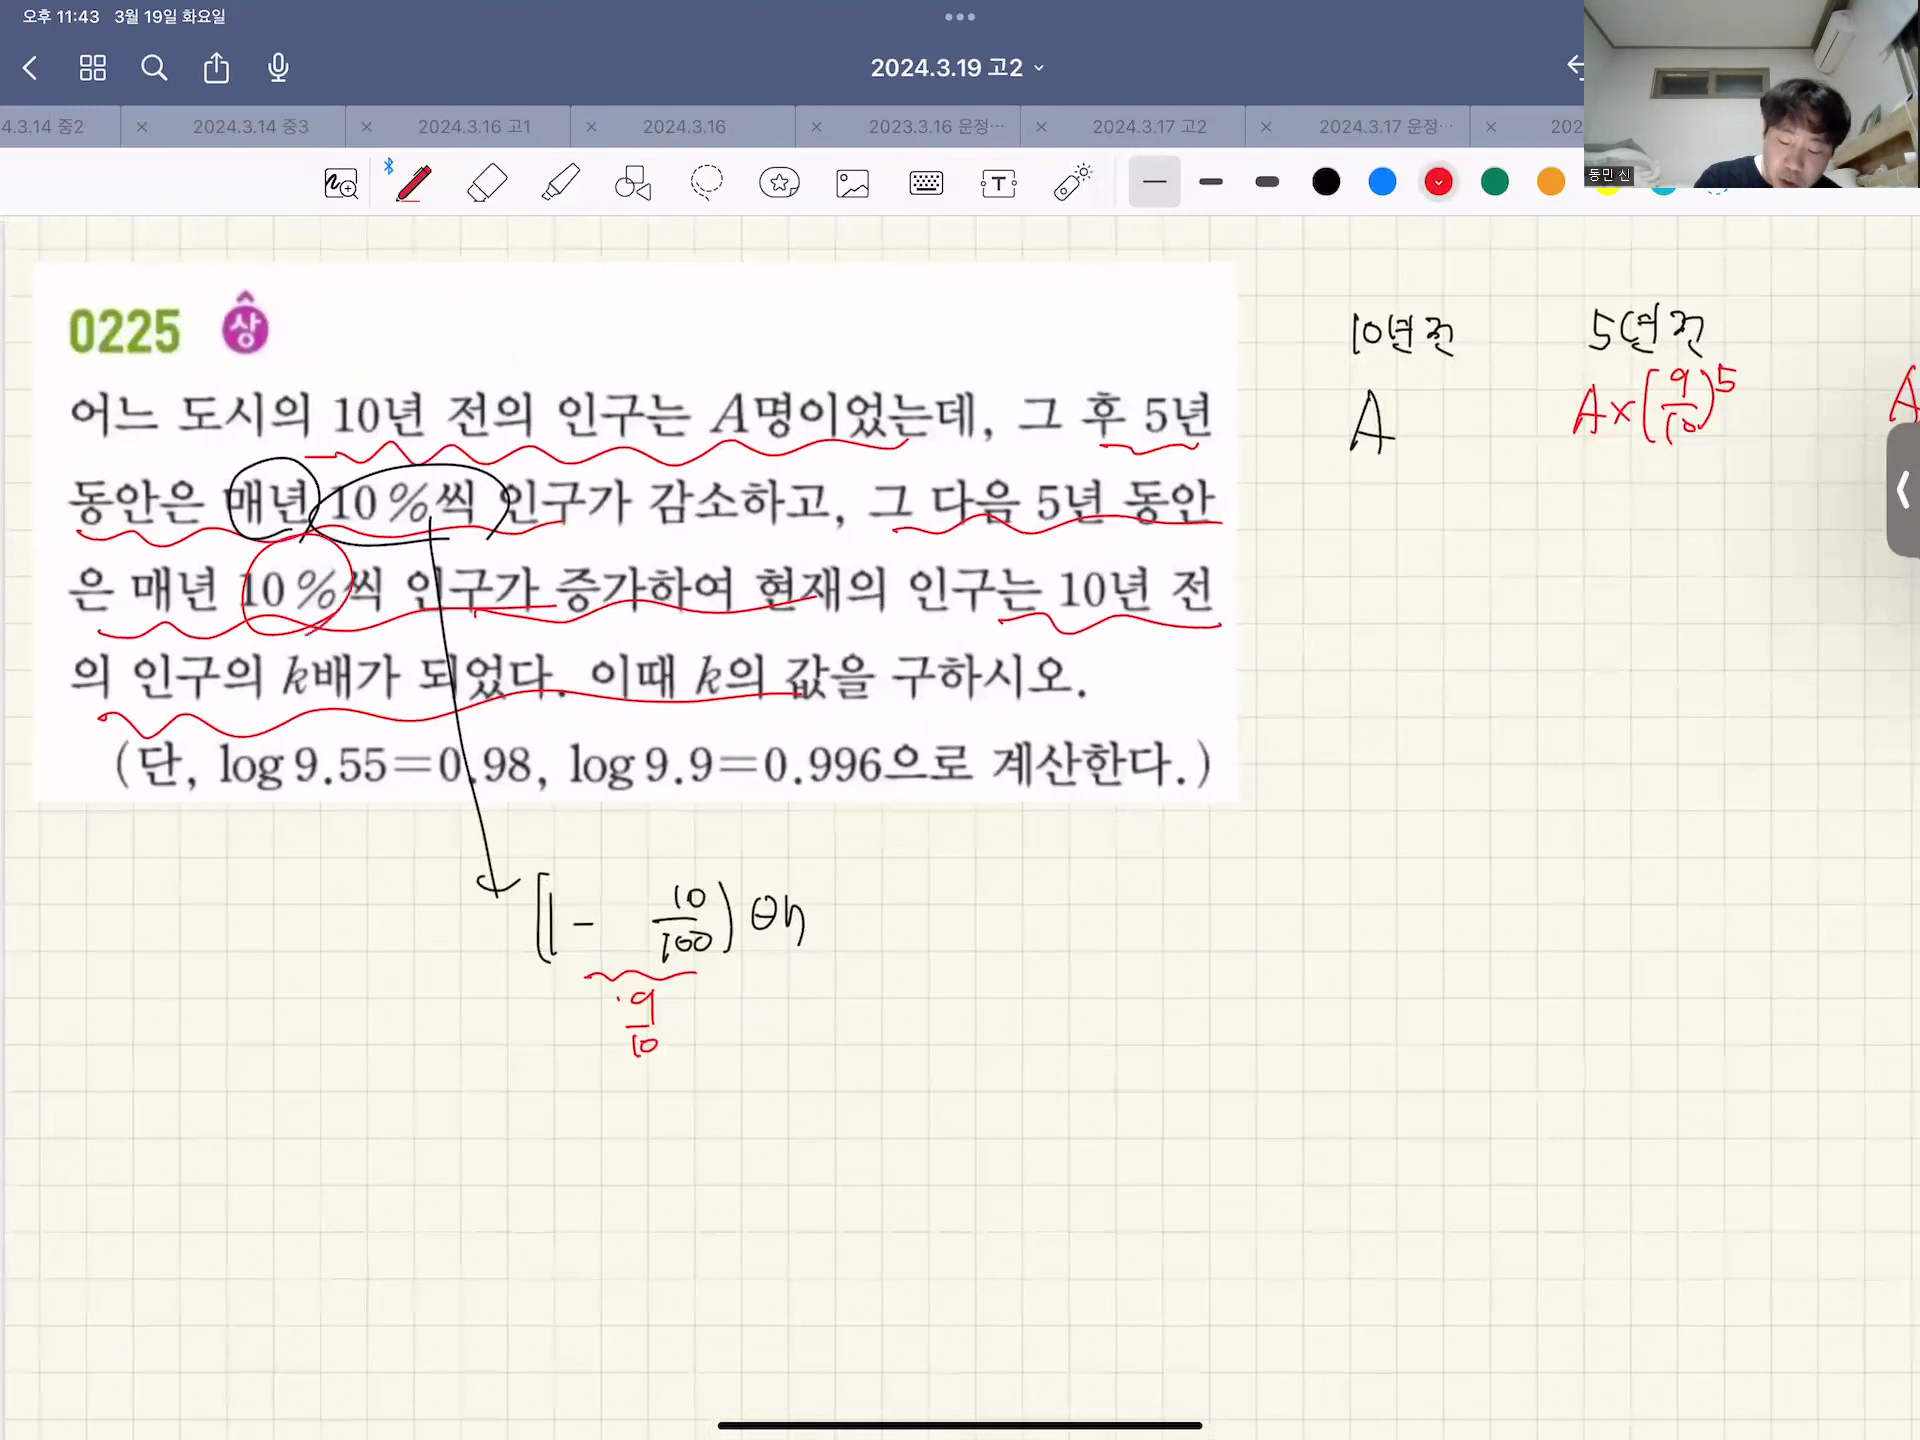 오후 11:43 3월 19일 화요일
2024.3.19 고2
4.3.14 중2
2024.3.14 중3
2024.3.16 고1
2024.3.16
2023.3.16 운정…
2024.3.17 고2
2024.3.17 운정…
202
동민 신
0225 상
어느 도시의 10년 전의 인구는 A명이었는데, 그 후 5년
동안은 매년 10%씩 인구가 감소하고, 그 다음 5년 동안
은 매년 10%씩 인구가 증가하여 현재의 인구는 10년 전
의 인구의 k배가 되었다. 이때 k의 값을 구하시오.
(단, log 9.55=0.98, log 9.9=0.996으로 계산한다.)
10년전 5년전
A A×(9/10)^5 A
(1 - 10/100)
9/10